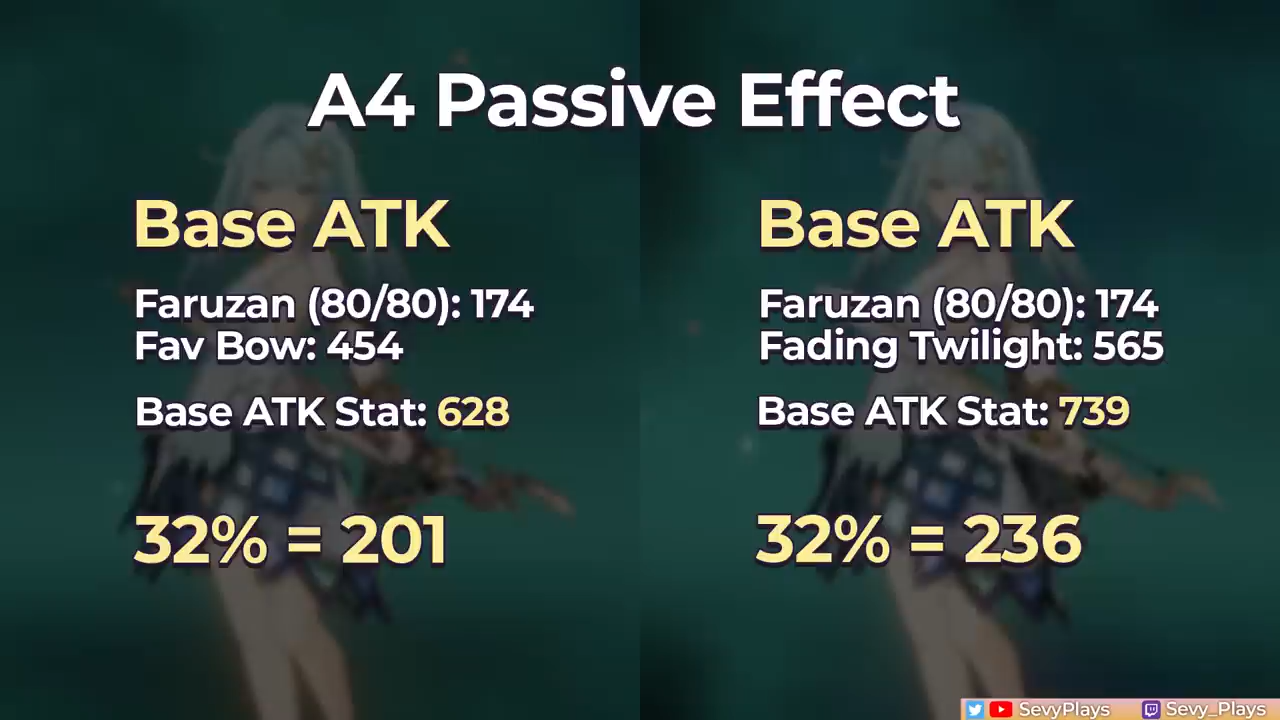 A4 Passive Effect
Base ATK
Faruzan (80/80): 174
Fav Bow: 454
Base ATK Stat: 628
32% = 201
Base ATK
Faruzan (80/80): 174
Fading Twilight: 565
Base ATK Stat: 739
32% = 236
SevyPlays Sevy_Plays